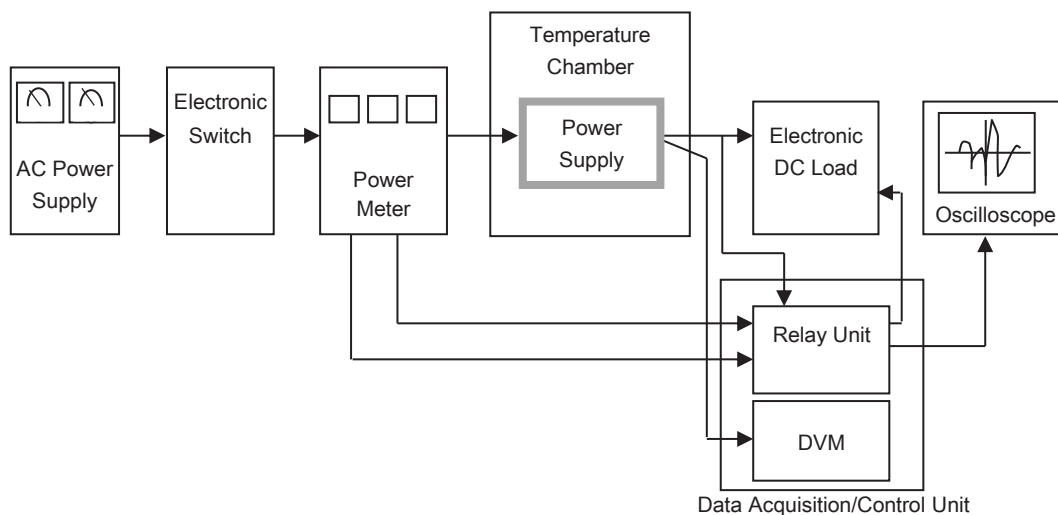 AC Power
Supply
Electronic
Switch
Power
Meter
Temperature
Chamber
Power
Supply
Electronic
DC Load
Oscilloscope
Relay Unit
DVM
Data Acquisition/Control Unit